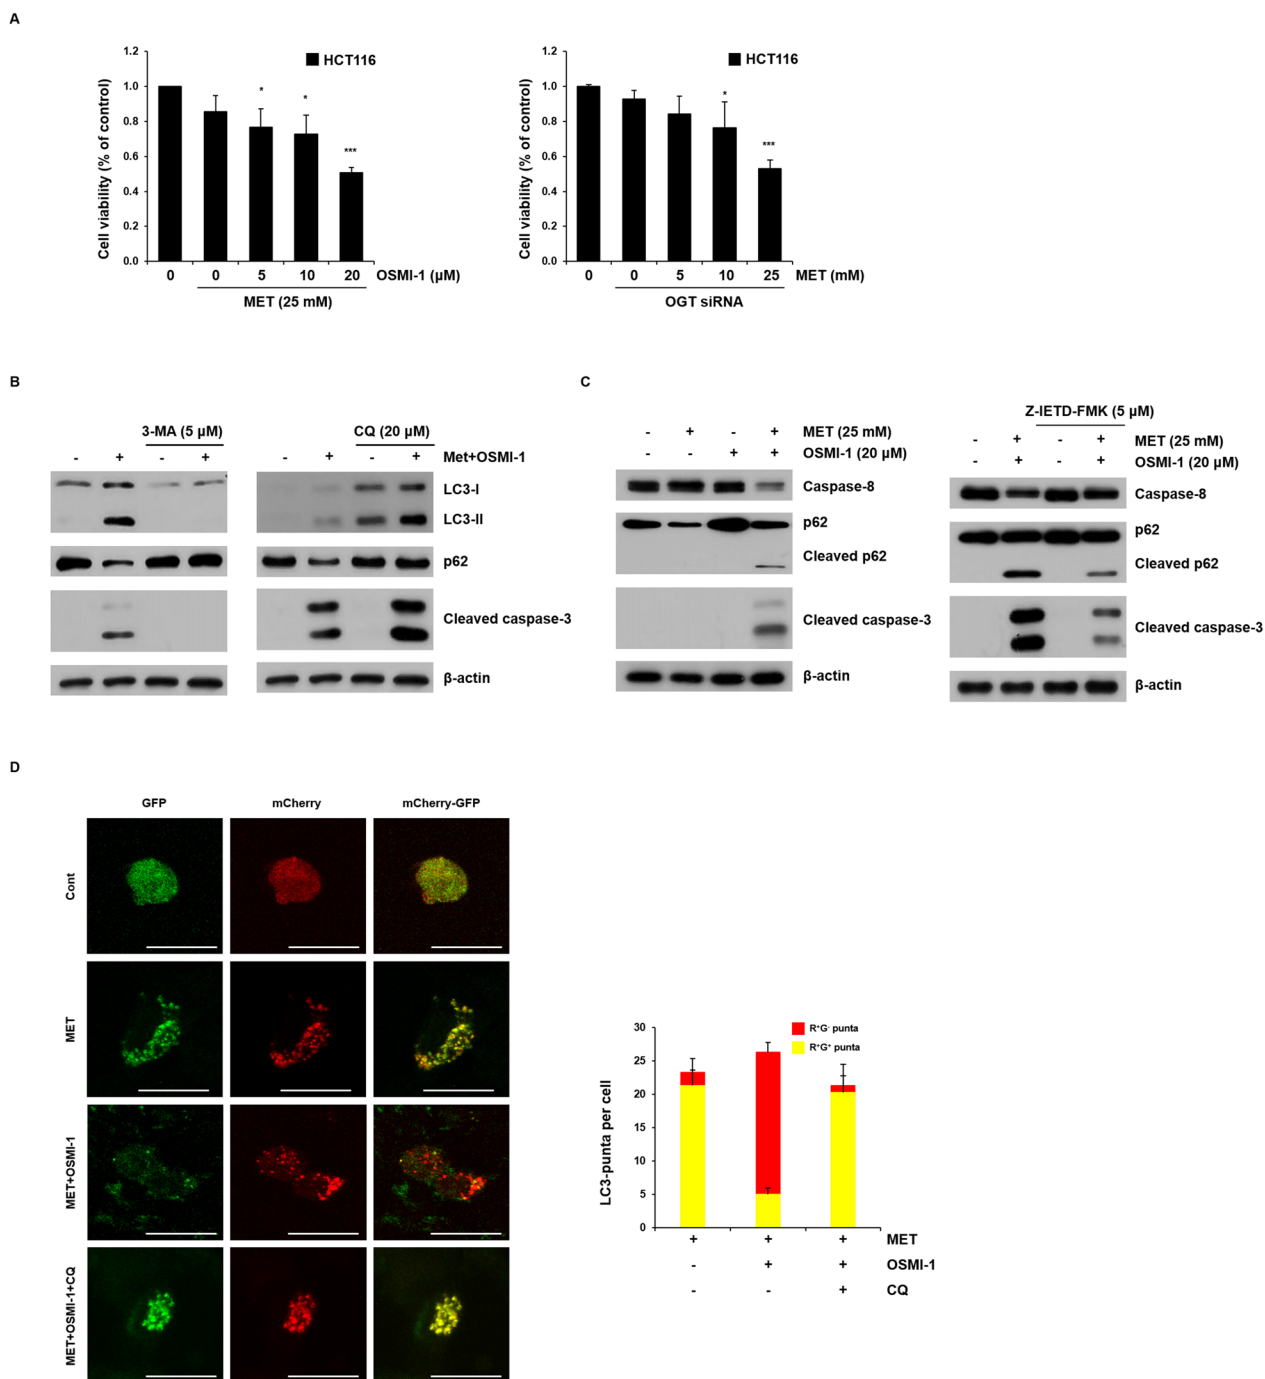 A
HCT116
Cell viability (% of control)
1.2
1.0
0.8
0.6
0.4
0.2
0.0
*
*
***
0 0 5 10 20 OSMI-1 (μM)
MET (25 mM)
HCT116
Cell viability (% of control)
1.2
1.0
0.8
0.6
0.4
0.2
0.0
*
***
0 0 5 10 25 MET (mM)
OGT siRNA
B
3-MA (5 μM)
CQ (20 μM)
- + - + - + - + Met+OSMI-1
LC3-I
LC3-II
p62
Cleaved caspase-3
β-actin
C
- + - + MET (25 mM)
- - + + OSMI-1 (20 μM)
Caspase-8
p62
Cleaved p62
Cleaved caspase-3
β-actin
Z-IETD-FMK (5 μM)
- + - + MET (25 mM)
- + - + OSMI-1 (20 μM)
Caspase-8
p62
Cleaved p62
Cleaved caspase-3
β-actin
D
GFP mCherry mCherry-GFP
Cont
MET
MET+OSMI-1
MET+OSMI-1+CQ
R⁺G⁻ punta
R⁺G⁺ punta
LC3-punta per cell
30
25
20
15
10
5
0
+ + + MET
- + + OSMI-1
- - + CQ